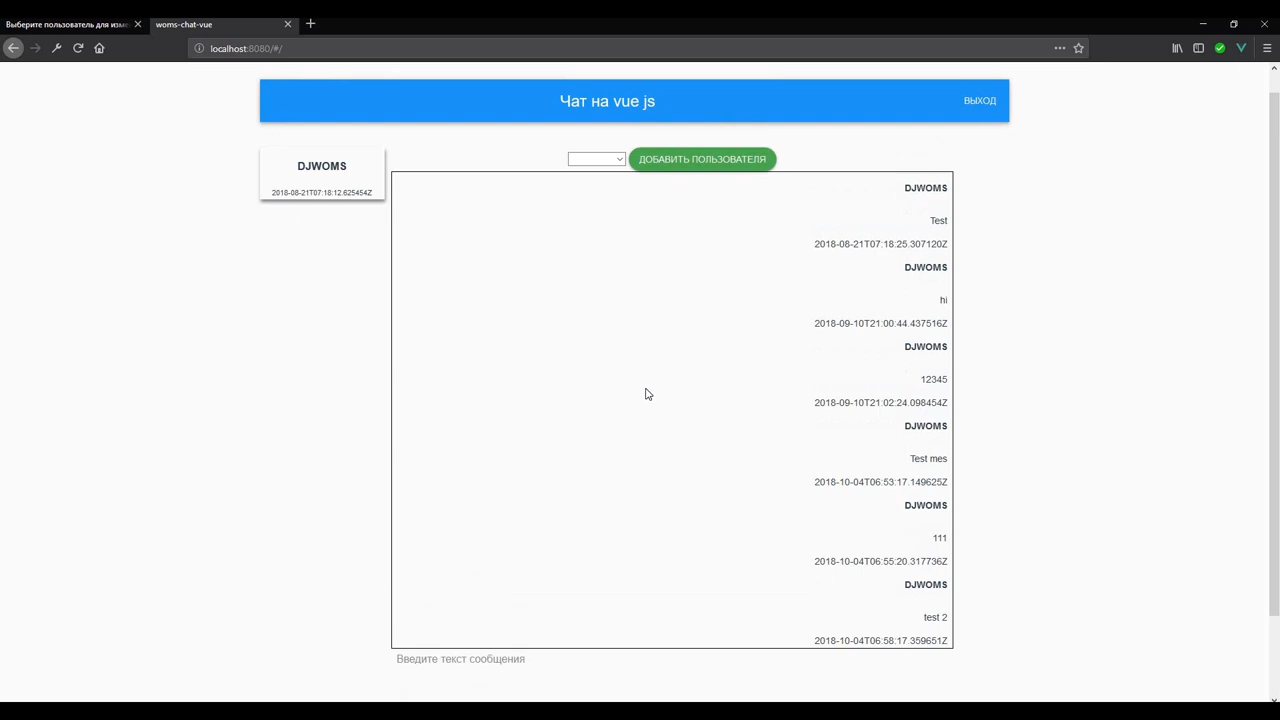 Выберите пользователь для изме
woms-chat-vue
localhost:8080/#/
Чат на vue js
ВЫХОД
DJWOMS
2018-08-21T07:18:12.625454Z
ДОБАВИТЬ ПОЛЬЗОВАТЕЛЯ
DJWOMS
Test
2018-08-21T07:18:25.307120Z
DJWOMS
hi
2018-09-10T21:00:44.437516Z
DJWOMS
12345
2018-09-10T21:02:24.098454Z
DJWOMS
Test mes
2018-10-04T06:53:17.149625Z
DJWOMS
111
2018-10-04T06:55:20.317736Z
DJWOMS
test 2
2018-10-04T06:58:17.359651Z
Введите текст сообщения